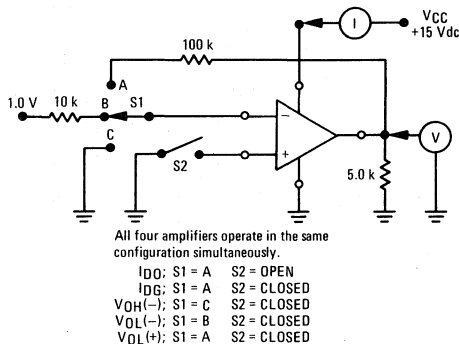 100 k
I
VCC
+15 Vdc
A
1.0 V
10 k
B
S1
C
S2
−
+
V
5.0 k
All four amplifiers operate in the same
configuration simultaneously.
IDO; S1 = A S2 = OPEN
IDG; S1 = A S2 = CLOSED
VOH(−); S1 = C S2 = CLOSED
VOL(−); S1 = B S2 = CLOSED
VOL(+); S1 = A S2 = CLOSED